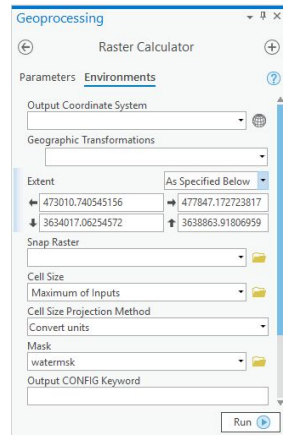 Geoprocessing
Raster Calculator
Parameters Environments
Output Coordinate System
Geographic Transformations
Extent As Specified Below
473010.740545156 477847.172723817
3634017.06254572 3638863.91806959
Snap Raster
Cell Size
Maximum of Inputs
Cell Size Projection Method
Convert units
Mask
watermsk
Output CONFIG Keyword
Run